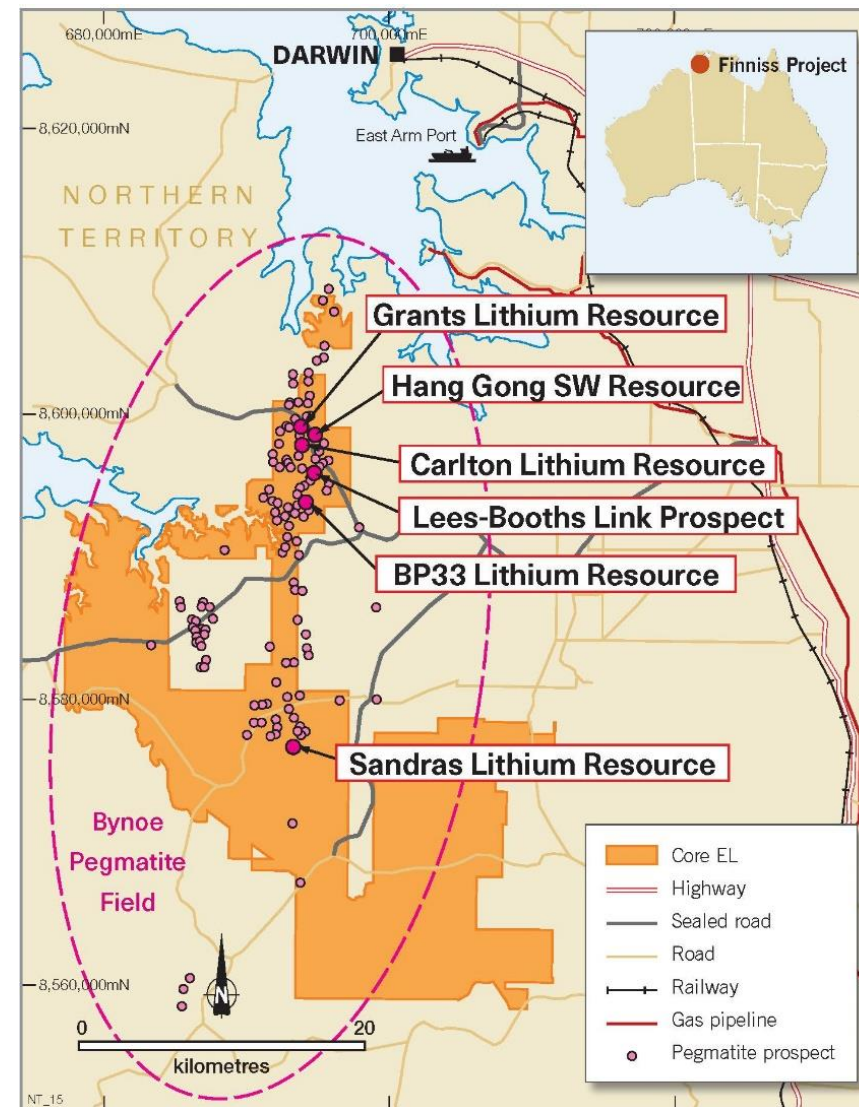 680,000mE
700,000mE
DARWIN
Finniss Project
8,620,000mN
East Arm Port
NORTHERN
TERRITORY
Grants Lithium Resource
Hang Gong SW Resource
8,600,000mN
Carlton Lithium Resource
Lees-Booths Link Prospect
BP33 Lithium Resource
8,580,000mN
Sandras Lithium Resource
Bynoe
Pegmatite
Field
Core EL
Highway
Sealed road
Road
Railway
Gas pipeline
Pegmatite prospect
8,560,000mN
N
0 20
kilometres
NT_15